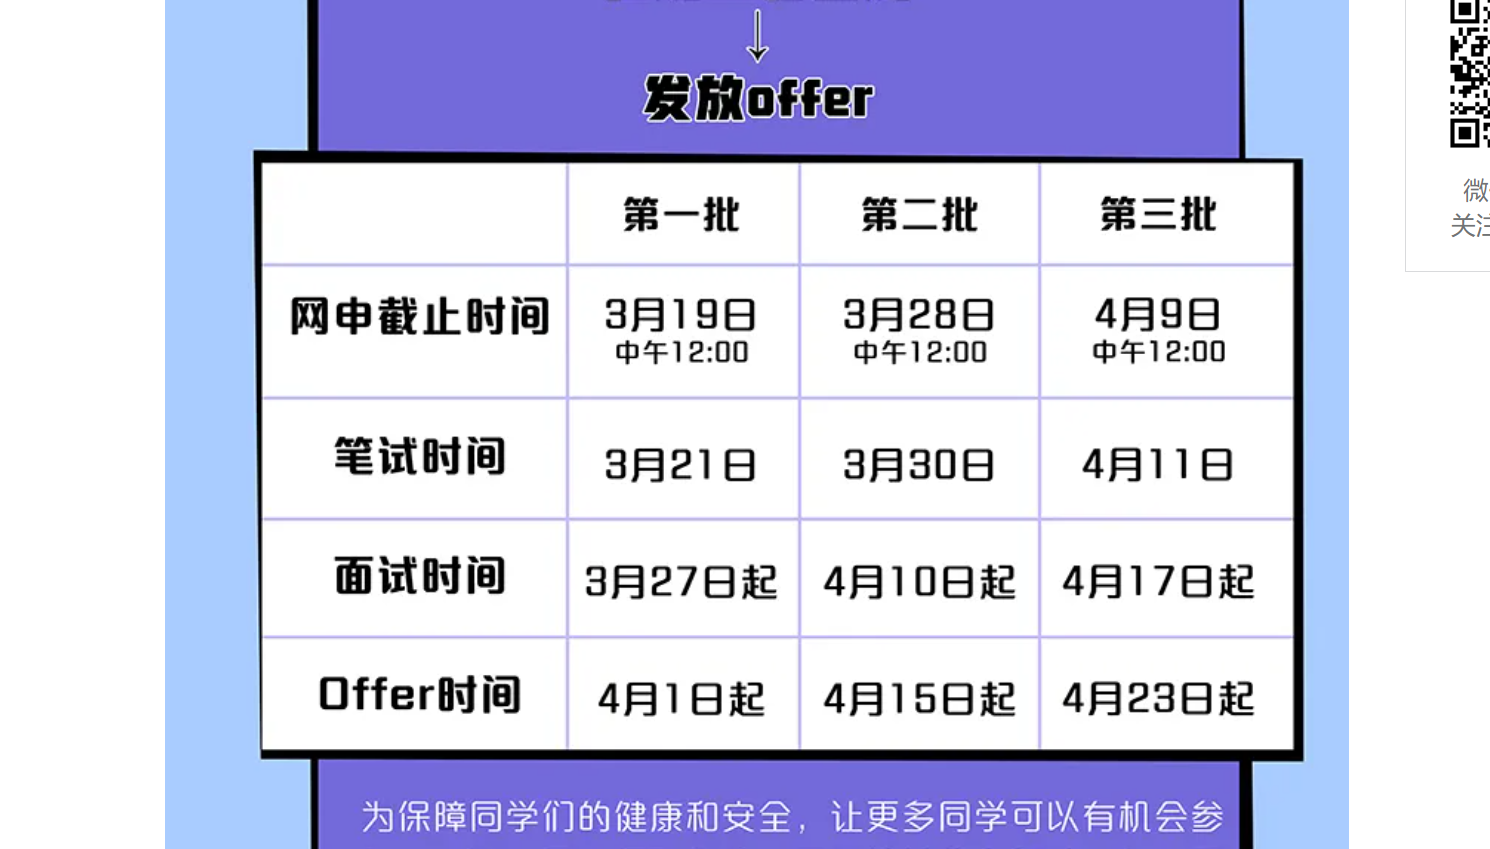 发放offer
第一批 第二批 第三批
网申截止时间 3月19日 3月28日 4月9日
中午12:00 中午12:00 中午12:00
笔试时间 3月21日 3月30日 4月11日
面试时间 3月27日起 4月10日起 4月17日起
Offer时间 4月1日起 4月15日起 4月23日起
为保障同学们的健康和安全，让更多同学可以有机会参
微
关注